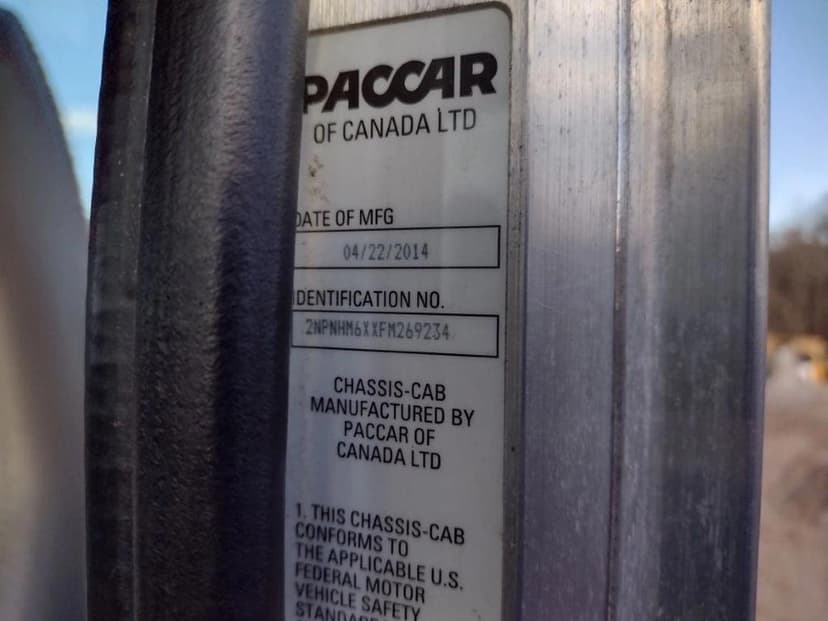 PACCAR
OF CANADA LTD
DATE OF MFG
04/22/2014
IDENTIFICATION NO.
2NPNHM6XXFM269234
CHASSIS-CAB
MANUFACTURED BY
PACCAR OF
CANADA LTD
1. THIS CHASSIS-CAB
CONFORMS TO
THE APPLICABLE U.S.
FEDERAL MOTOR
VEHICLE SAFETY